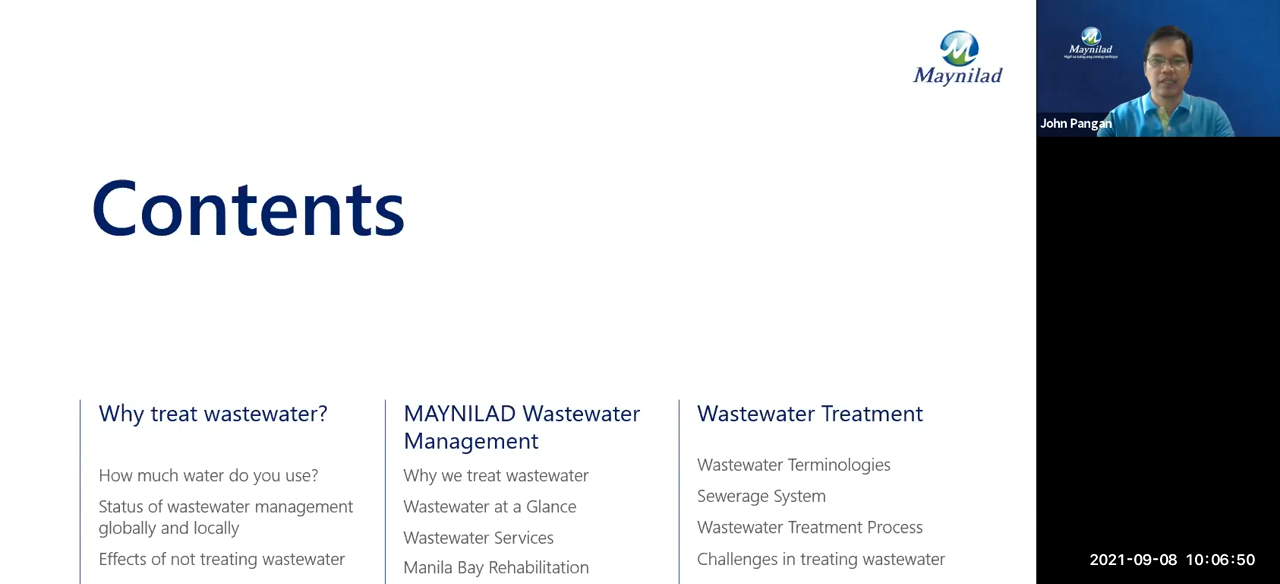 Maynilad
Contents
Why treat wastewater?
How much water do you use?
Status of wastewater management
globally and locally
Effects of not treating wastewater
MAYNILAD Wastewater
Management
Why we treat wastewater
Wastewater at a Glance
Wastewater Services
Manila Bay Rehabilitation
Wastewater Treatment
Wastewater Terminologies
Sewerage System
Wastewater Treatment Process
Challenges in treating wastewater
Maynilad
John Pangan
2021-09-08 10:06:50